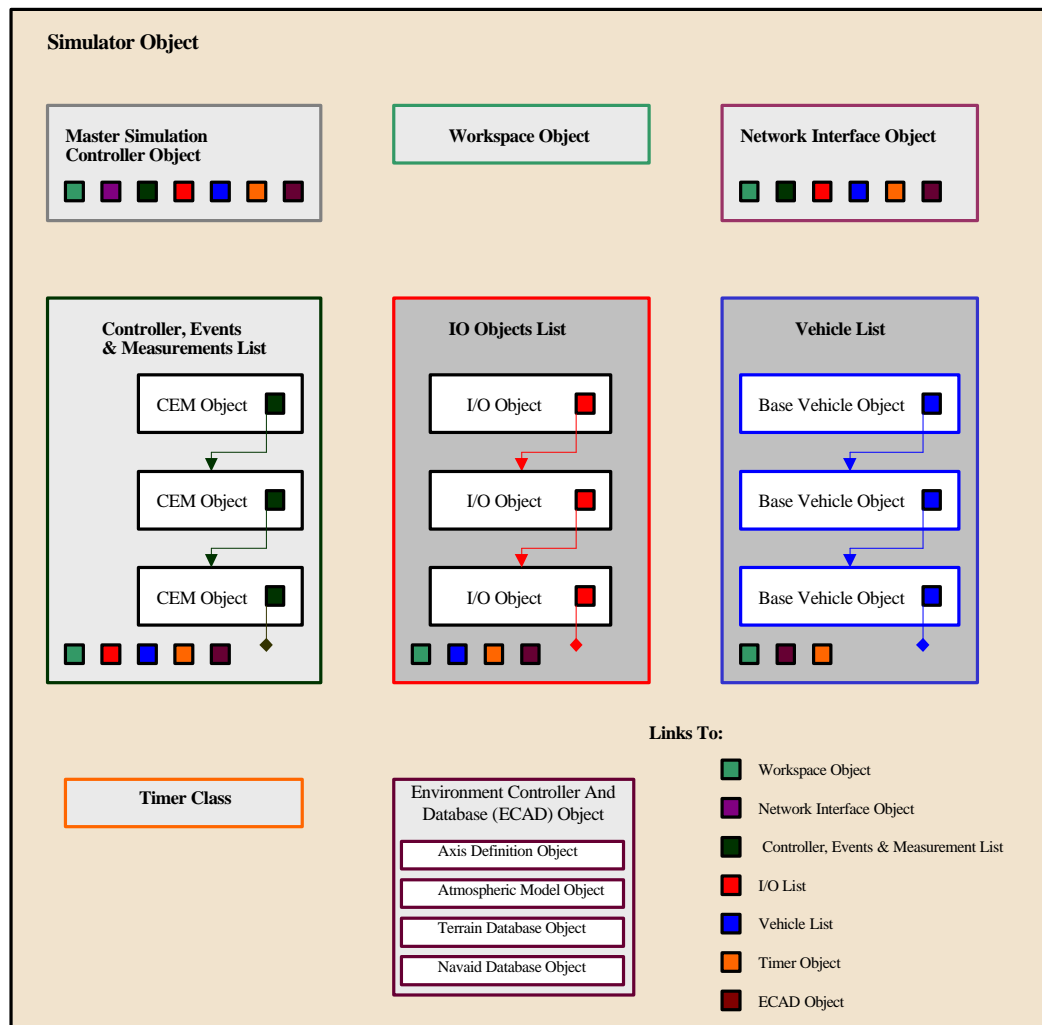 Simulator Object
Master Simulation
Controller Object
Workspace Object
Network Interface Object
Controller, Events
& Measurements List
CEM Object
CEM Object
CEM Object
IO Objects List
I/O Object
I/O Object
I/O Object
Vehicle List
Base Vehicle Object
Base Vehicle Object
Base Vehicle Object
Timer Class
Environment Controller And
Database (ECAD) Object
Axis Definition Object
Atmospheric Model Object
Terrain Database Object
Navaid Database Object
Links To:
Workspace Object
Network Interface Object
Controller, Events & Measurement List
I/O List
Vehicle List
Timer Object
ECAD Object